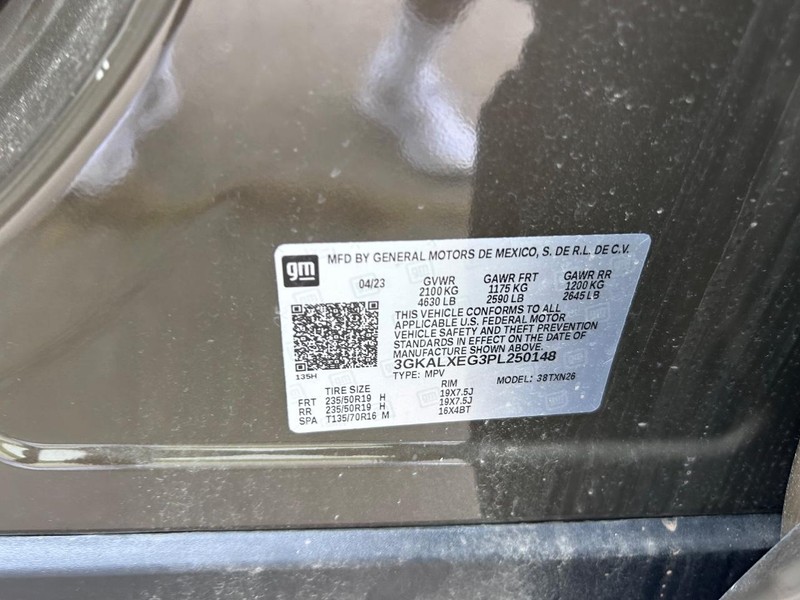 gm
MFD BY GENERAL MOTORS DE MEXICO, S. DE R.L. DE C.V.
04/23 GVWR GAWR FRT GAWR RR
2100 KG 1175 KG 1200 KG
4630 LB 2590 LB 2645 LB
THIS VEHICLE CONFORMS TO ALL
APPLICABLE U.S. FEDERAL MOTOR
VEHICLE SAFETY AND THEFT PREVENTION
STANDARDS IN EFFECT ON THE DATE OF
MANUFACTURE SHOWN ABOVE.
3GKALXEG3PL250148
135H
TYPE: MPV MODEL: 38TXN26
TIRE SIZE RIM
FRT 235/50R19 H 19X7.5J
RR 235/50R19 H 19X7.5J
SPA T135/70R16 M 16X4BT